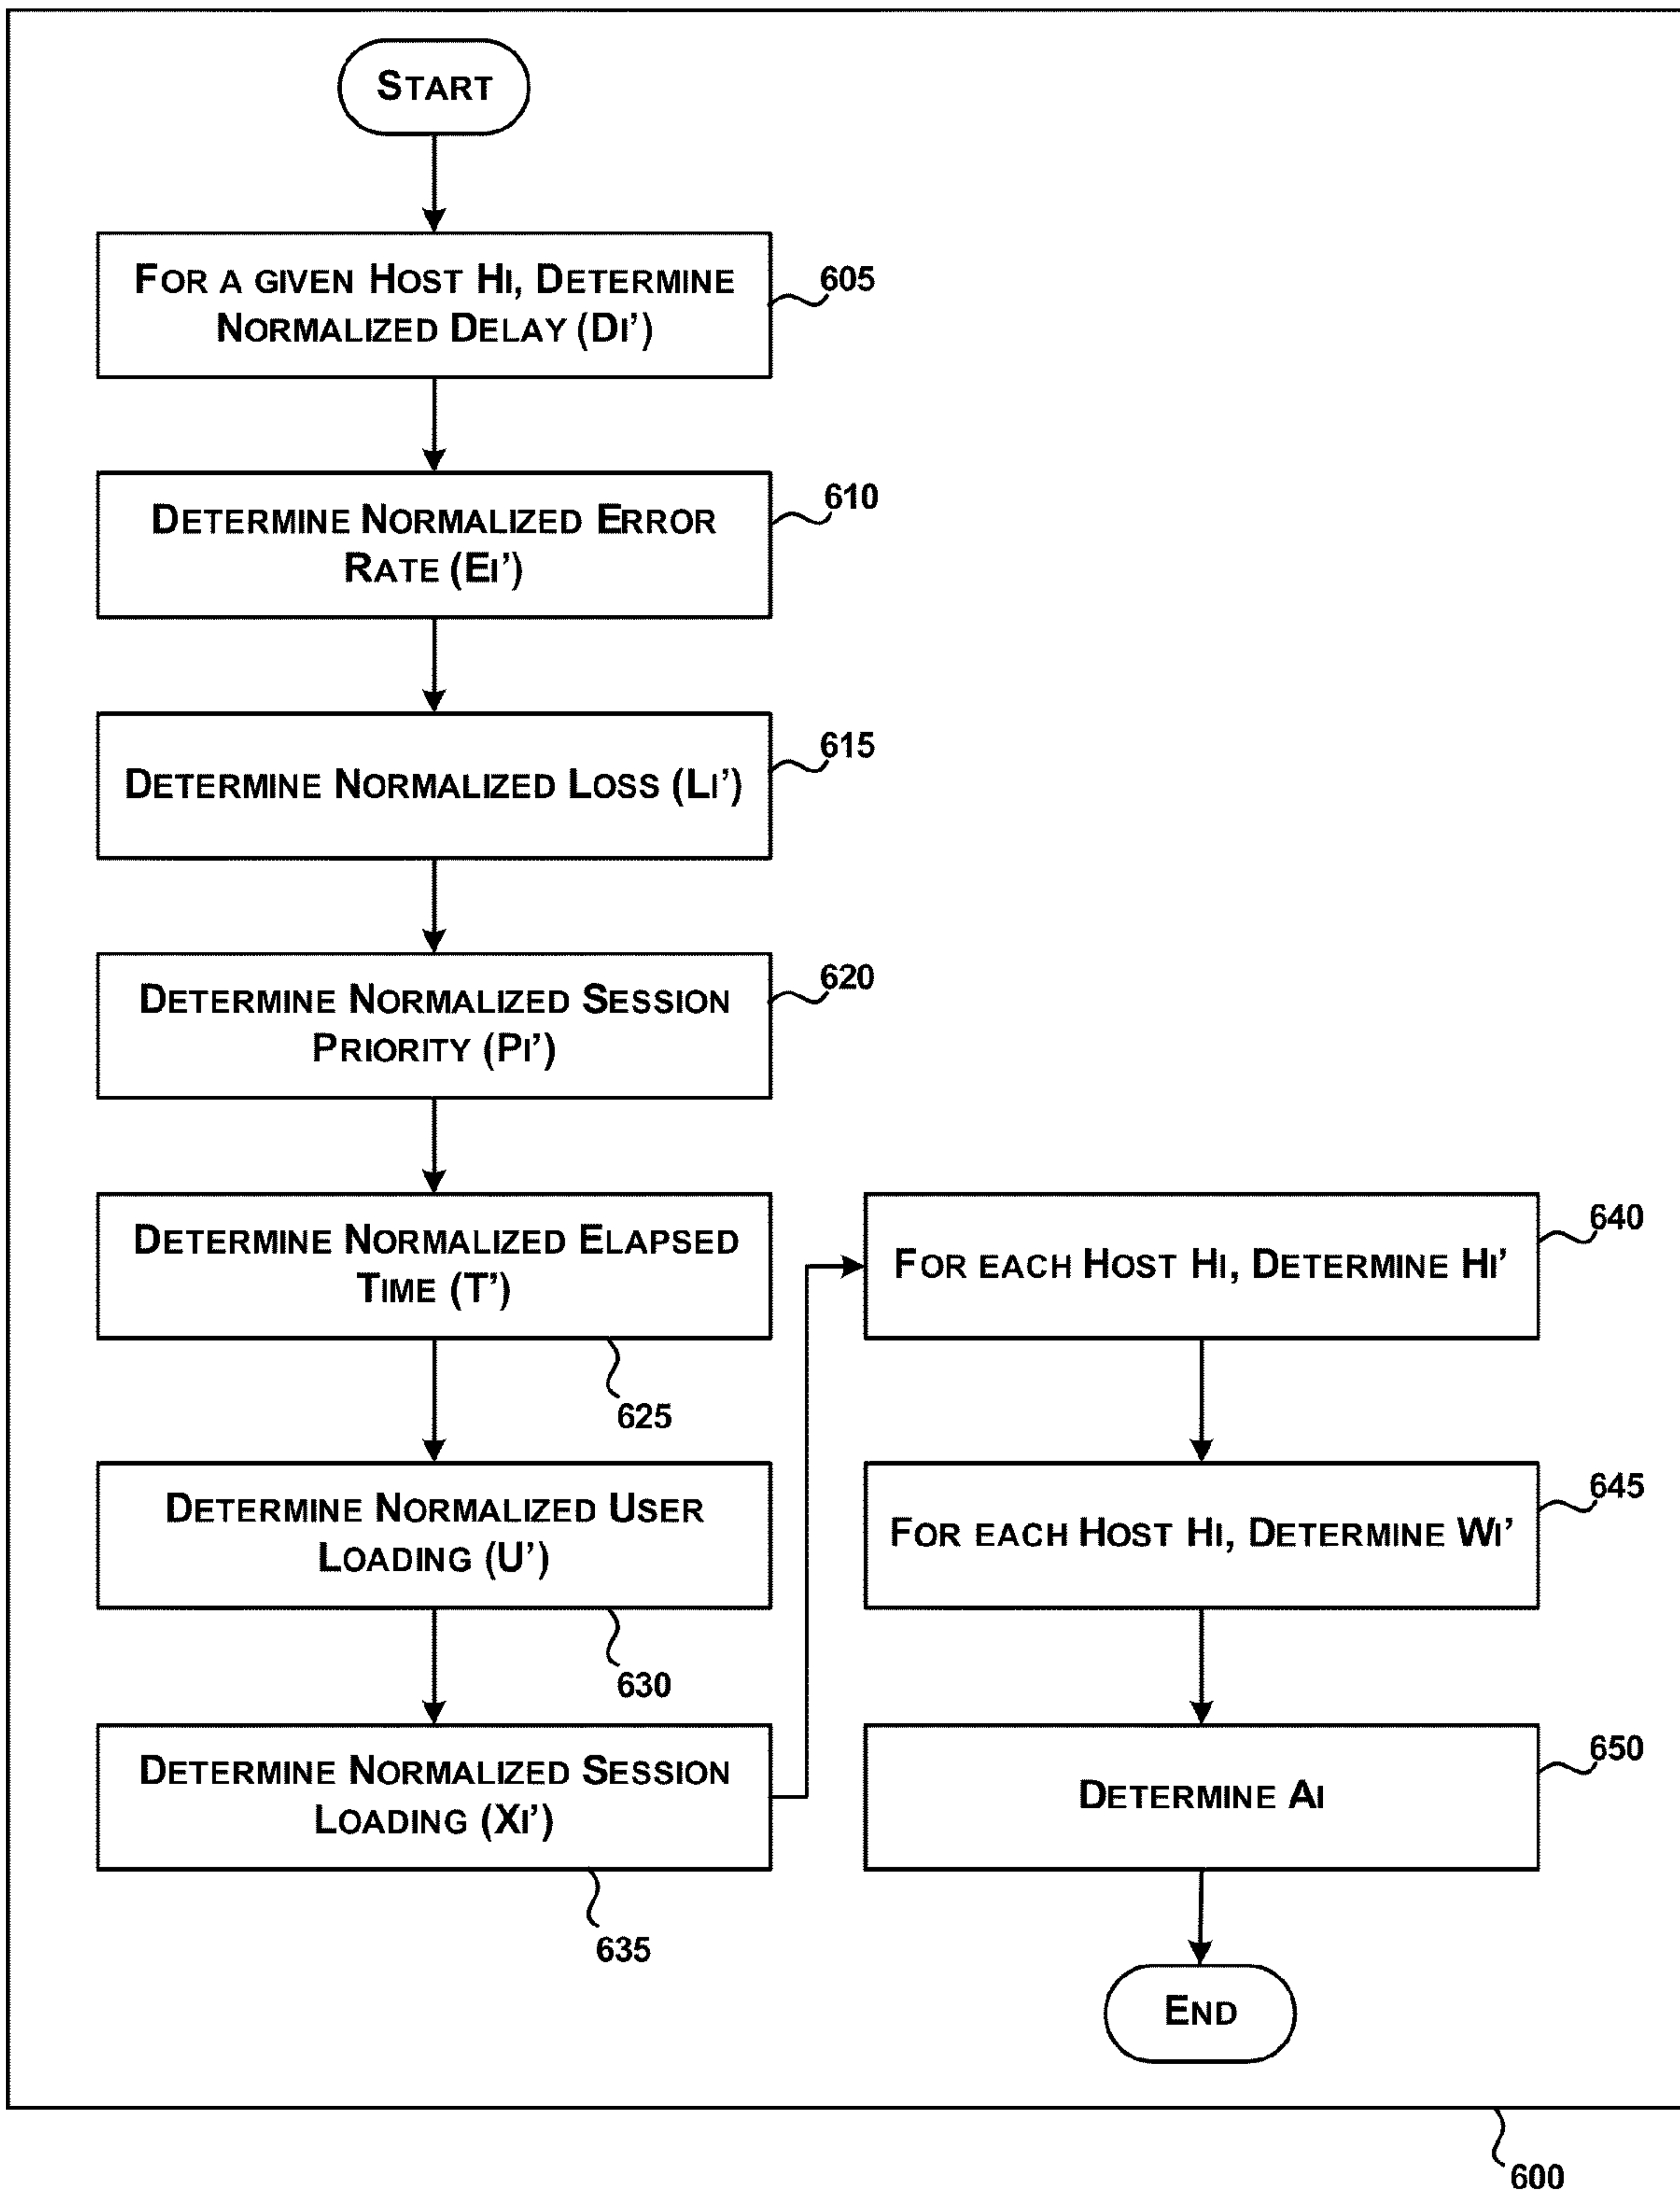 START
FOR A GIVEN HOST HI, DETERMINE
NORMALIZED DELAY (DI’)
605
DETERMINE NORMALIZED ERROR
RATE (EI’)
610
DETERMINE NORMALIZED LOSS (LI’)
615
DETERMINE NORMALIZED SESSION
PRIORITY (PI’)
620
DETERMINE NORMALIZED ELAPSED
TIME (T’)
625
DETERMINE NORMALIZED USER
LOADING (U’)
630
DETERMINE NORMALIZED SESSION
LOADING (XI’)
635
FOR EACH HOST HI, DETERMINE HI’
640
FOR EACH HOST HI, DETERMINE WI’
645
DETERMINE AI
650
END
600